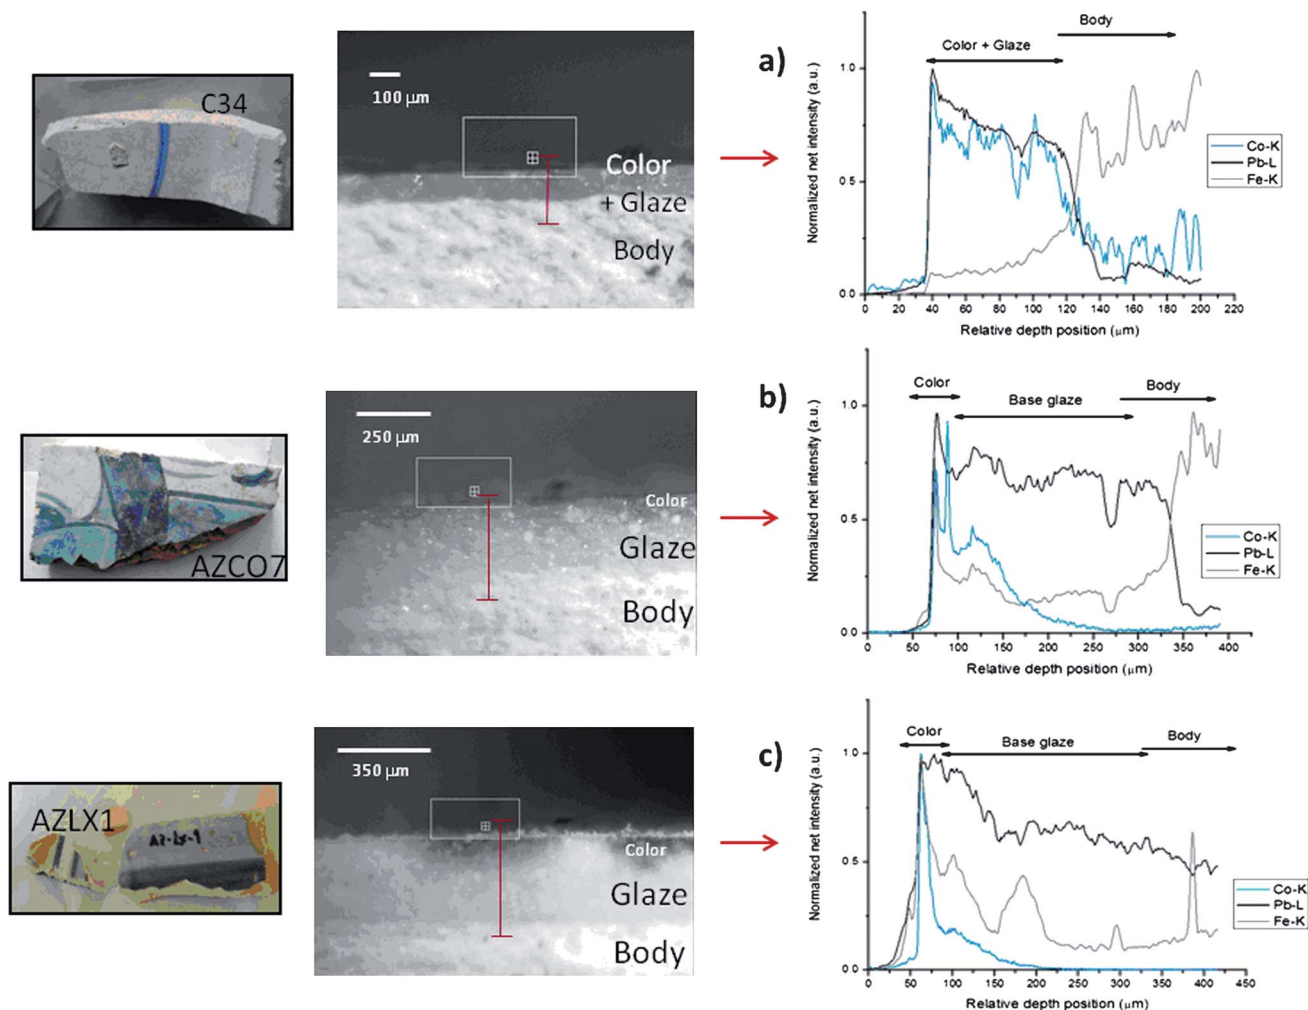 C34
100 µm
Color
+ Glaze
Body
a)
Body
Color + Glaze
1.0
0.5
0.0
Normalized net intensity (a.u.)
Co-K
Pb-L
Fe-K
0 20 40 60 80 100 120 140 160 180 200 220
Relative depth position (µm)
AZCO7
250 µm
Color
Glaze
Body
b)
Color
Base glaze
Body
1.0
0.5
0.0
Normalized net intensity (a.u.)
Co-K
Pb-L
Fe-K
0 50 100 150 200 250 300 350 400
Relative depth position (µm)
AZLX1
AZ-LX-1
350 µm
Color
Glaze
Body
c)
Color
Base glaze
Body
1.0
0.5
0.0
Normalized net intensity (a.u.)
Co-K
Pb-L
Fe-K
0 50 100 150 200 250 300 350 400 450
Relative depth position (µm)